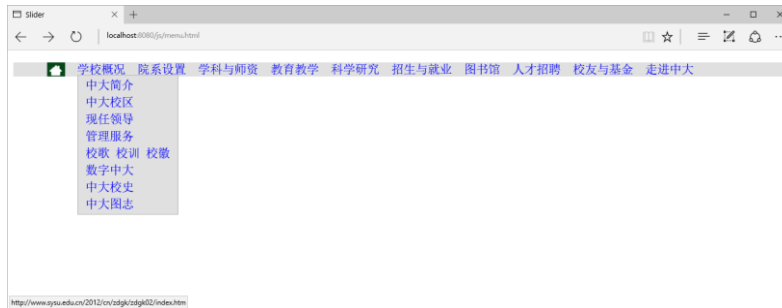 Slider
localhost:8080/js/menu.html
学校概况 院系设置 学科与师资 教育教学 科学研究 招生与就业 图书馆 人才招聘 校友与基金 走进中大
中大简介
中大校区
现任领导
管理服务
校歌 校训 校徽
数字中大
中大校史
中大图志
http://www.sysu.edu.cn/2012/cn/zdgk/zdgk02/index.htm